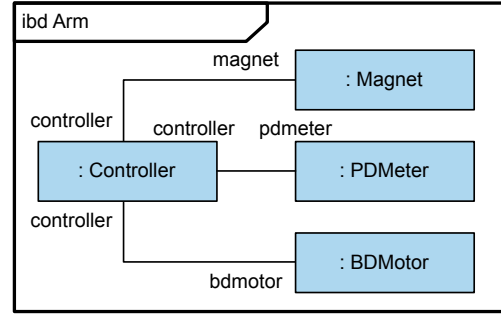 ibd Arm
magnet
: Magnet
controller
controller pdmeter
: Controller
: PDMeter
controller
: BDMotor
bdmotor